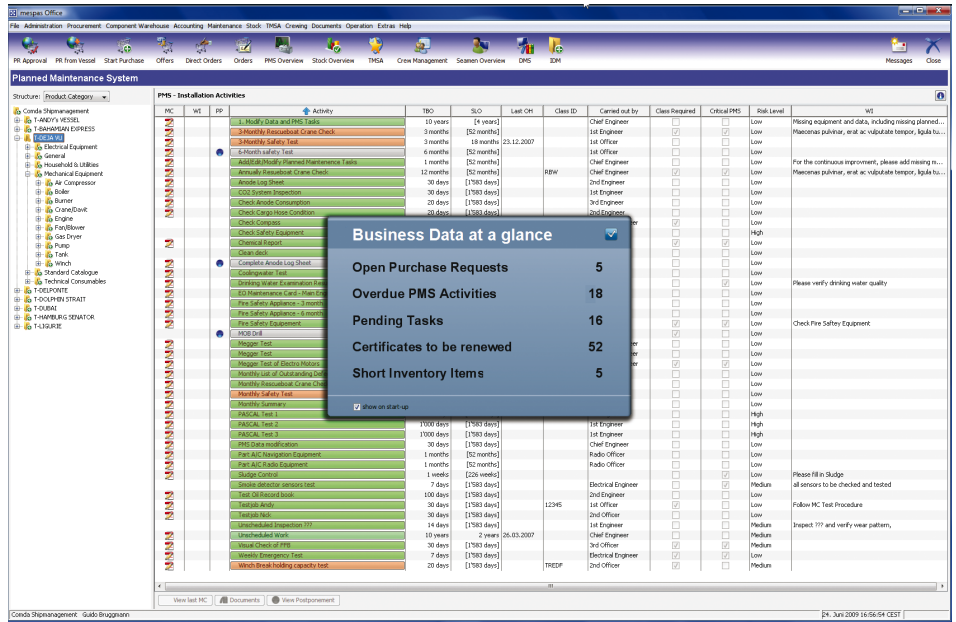 mespas Office
File Administration Procurement Component Warehouse Accounting Maintenance Stock TMSA Crewing Documents Operation Extras Help
PR Approval PR from Vessel Start Purchase Offers Direct Orders Orders PMS Overview Stock Overview TMSA Crew Management Seamen Overview DMS IDM Messages Close
Planned Maintenance System
Structure: Product Category
Comda Shipmanagement
T-ANDY's VESSEL
T-BAHAMIAN EXPRESS
T-DEJA VU
Electrical Equipment
General
Household & Utilities
Mechanical Equipment
Air Compressor
Boiler
Burner
Crane/Davit
Engine
Fan/Blower
Gas Dryer
Pump
Tank
Winch
Standard Catalogue
Technical Consumables
T-DELPONTE
T-DOLPHIN STRAIT
T-DUBAI
T-HAMBURG SENATOR
T-LIGURIE
PMS - Installation Activities
MC WI PP Activity TBO SLO Last OM Class ID Carried out by Class Required Critical PMS Risk Level WI
1. Modify Data and PMS Tasks 10 years [4 years] Chief Engineer Low Missing equipment and data, including missing planned...
3-Monthly Rescueboat Crane Check 3 months [52 months] 1st Engineer Low Maecenas pulvinar, erat ac vulputate tempor, ligula tu...
3-Monthly Safety Test 3 months 18 months 23.12.2007 1st Officer Low
6-Month safety Test 6 months [52 months] 1st Officer Low
Add/Edit/Modify Planned Maintenence Tasks 1 months [52 months] Chief Engineer Low For the continuous improvment, please add missing m...
Annually Resueboat Crane Check 12 months [52 months] RBW Chief Engineer Low Maecenas pulvinar, erat ac vulputate tempor, ligula tu...
Anode Log Sheet 30 days [1'583 days] 2nd Engineer Low
CO2 System Inspection 30 days [1'583 days] 1st Engineer Low
Check Anode Consumption 20 days [1'583 days] 3rd Engineer Low
Check Cargo Hose Condition 20 days [1'583 days] 2nd Engineer Low
Check Compass Low
Check Safety Equipment High
Chemical Report Low
Clean deck Low
Complete Anode Log Sheet Low
Coolingwater Test Low
Drinking Water Examination Low Please verify drinking water quality
EO Maintenance Card - Main Low
Fire Safety Appliance - 3 month Low
Fire Safety Appliance - 6 month Low
Fire Safety Equipement Low Check Fire Saftey Equipment
MOB Drill Low
Megger Test Low
Megger Test Low
Megger Test of Electro Motors Low
Monthly List of Outstanding Low
Monthly Rescueboat Crane Low
Monthly Safety Test Low
Monthly Summary Low
PASCAL Test 1 High
PASCAL Test 2 1'000 days [1'583 days] 1st Engineer High
PASCAL Test 3 1'000 days [1'583 days] 1st Engineer High
PMS Data modification 30 days [1'583 days] Chief Engineer Low
Part A/C Navigation Equipment 1 months [52 months] Radio Officer Low
Part A/C Radio Equipment 1 months [52 months] Radio Officer Low
Sludge Control 1 weeks [226 weeks] Low Please fill in Sludge
Smoke detector sensors test 7 days [1'583 days] Electrical Engineer Medium all sensors to be checked and tested
Test Oil Record book 100 days [1'583 days] 2nd Engineer Low
Testjob Andy 30 days [1'583 days] 12345 1st Officer Low Follow MC Test Procedure
Testjob Nick 30 days [1'583 days] 2nd Officer Low
Unscheduled Inspection ??? 14 days [1'583 days] 1st Engineer Medium Inspect ??? and verify wear pattern,
Unscheduled Work 10 years 2 years 26.03.2007 Chief Engineer Medium
Visual Check of FFB 30 days [1'583 days] 3rd Officer Medium
Weekly Emergency Test 7 days [1'583 days] Electrical Engineer Low
Winch Break holding capacity test 20 days [1'583 days] TREDF 2nd Officer Medium
Business Data at a glance
Open Purchase Requests 5
Overdue PMS Activities 18
Pending Tasks 16
Certificates to be renewed 52
Short Inventory Items 5
show on start-up
View last MC Documents View Postponement
Comda Shipmanagement Guido Bruggmann 24. Juni 2009 16:56:54 CEST